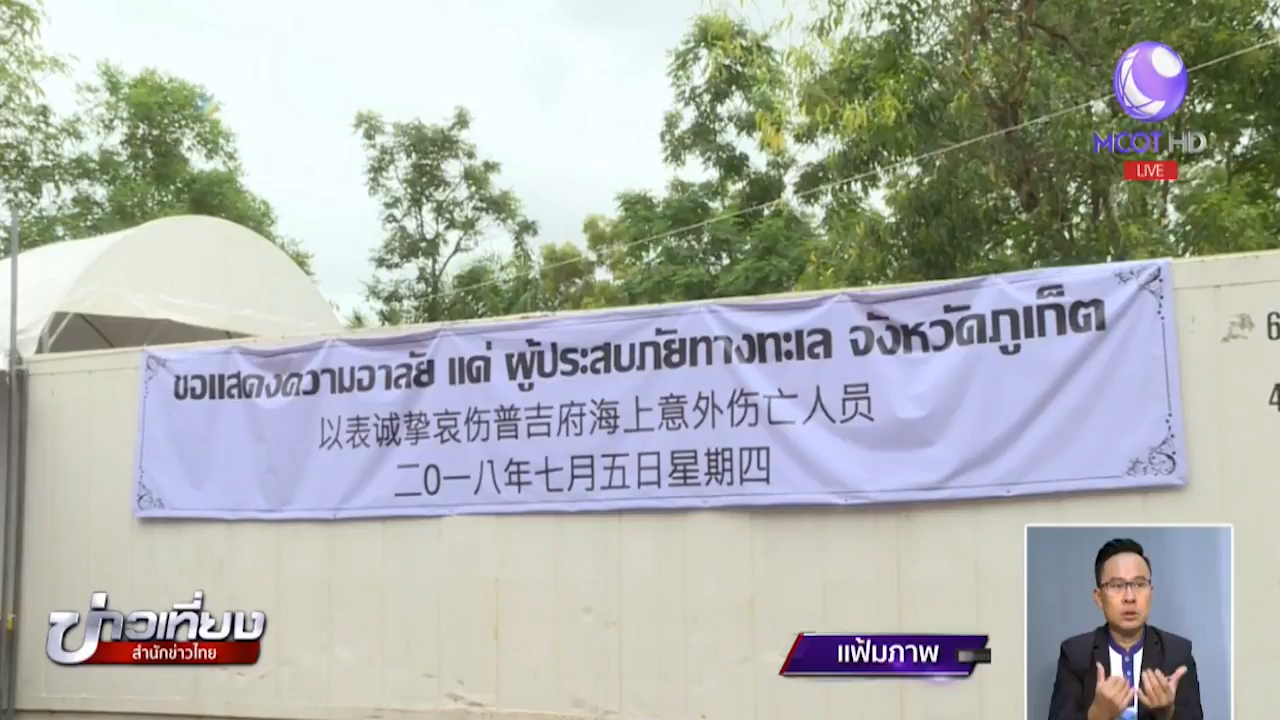 MCOT HD
LIVE
ขอแสดงความอาลัย แด่ ผู้ประสบภัยทางทะเล จังหวัดภูเก็ต
以表诚挚哀伤普吉府海上意外伤亡人员
二0一八年七月五日星期四
6
4
ข่าวเที่ยง
สำนักข่าวไทย
แฟ้มภาพ